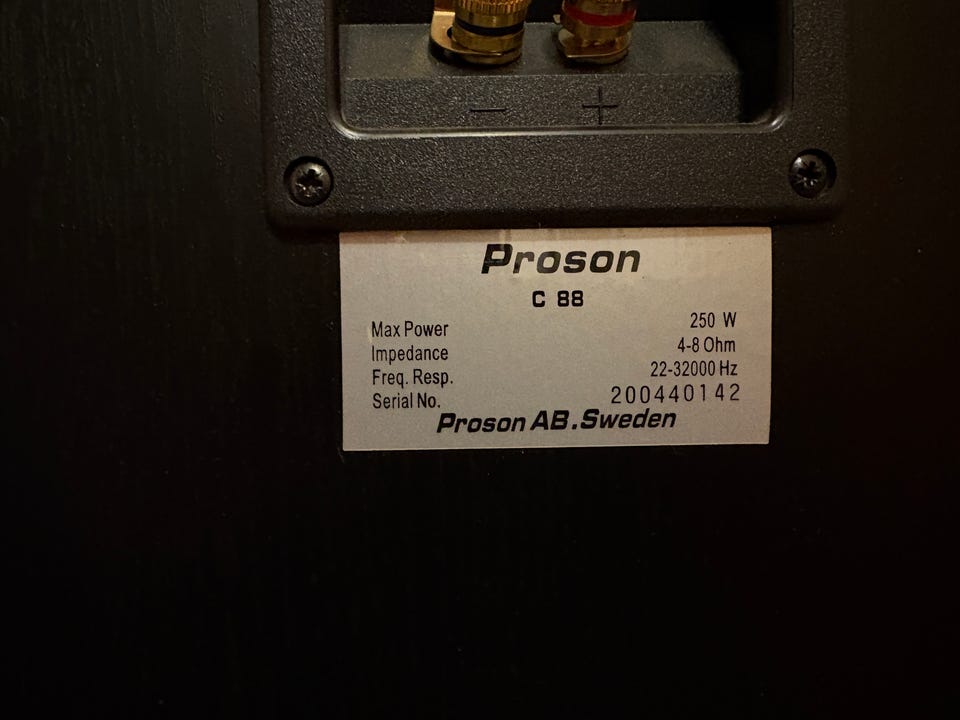 − +
Proson
C 88
Max Power 250 W
Impedance 4-8 Ohm
Freq. Resp. 22-32000 Hz
Serial No. 200440142
Proson AB.Sweden